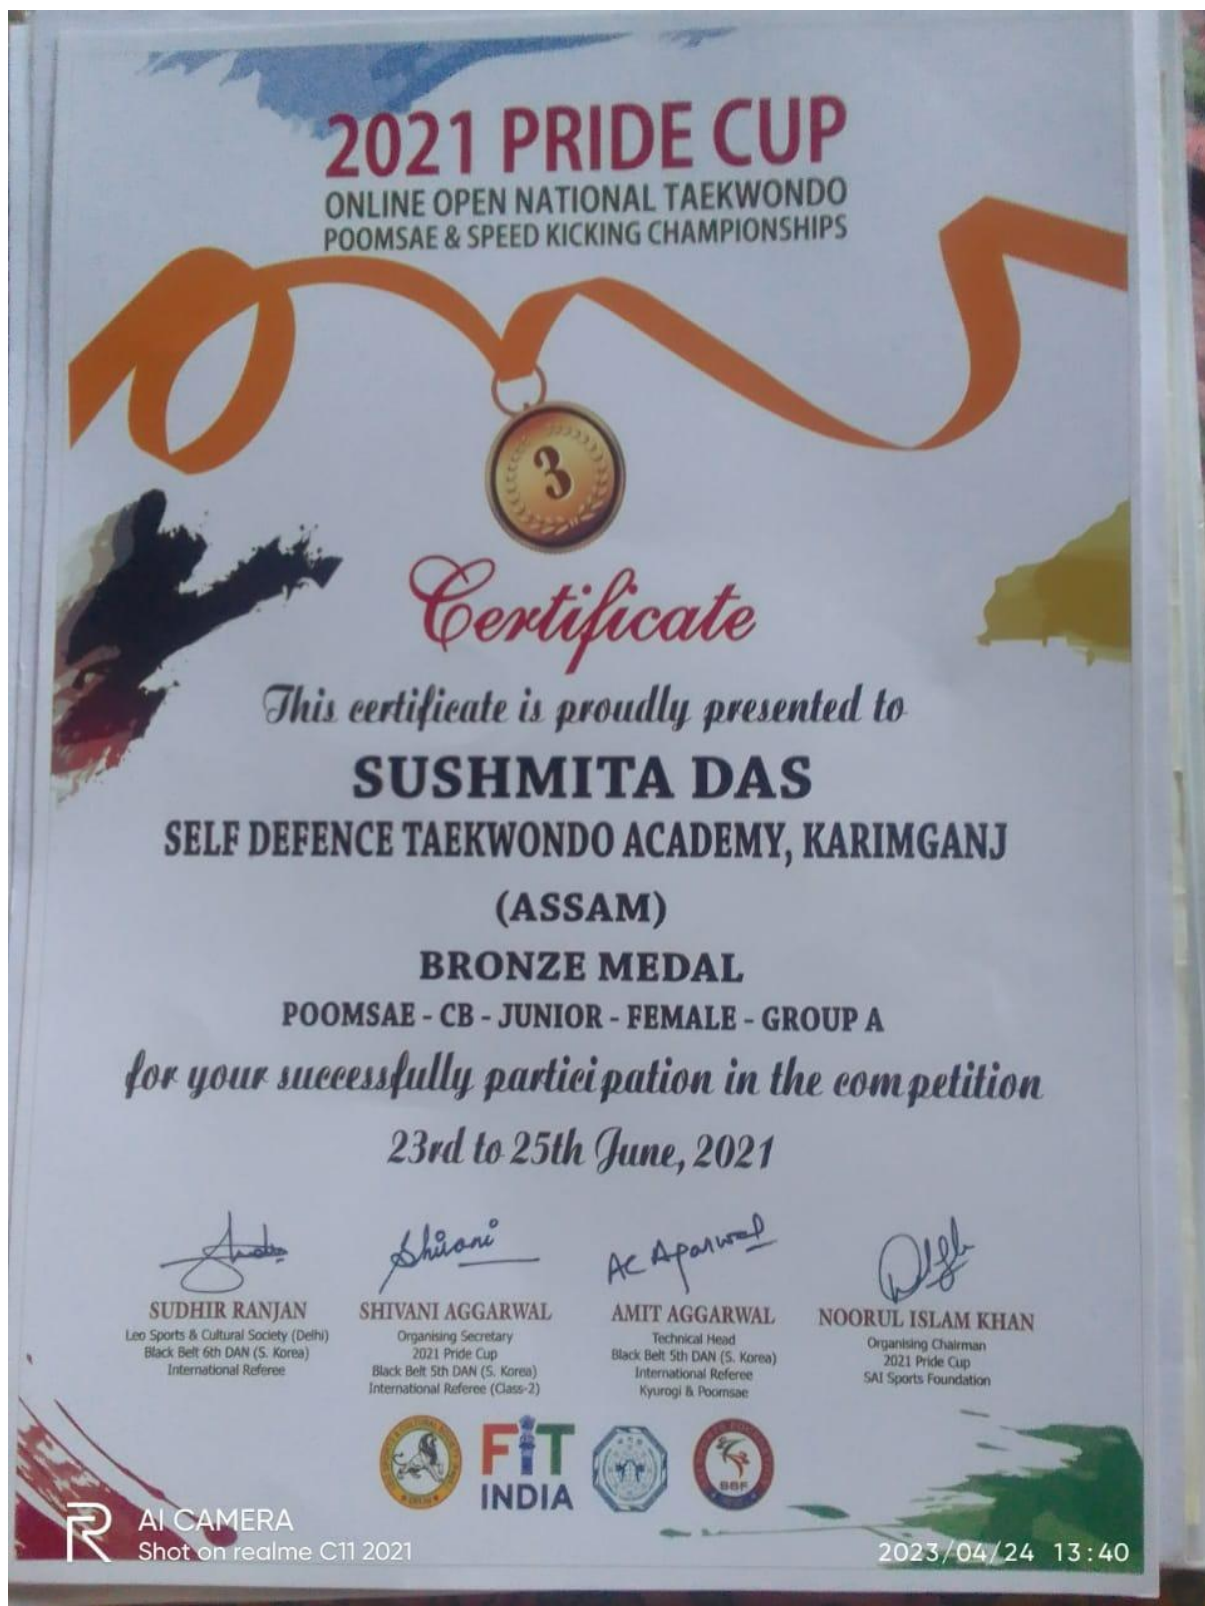 2021 PRIDE CUP
ONLINE OPEN NATIONAL TAEKWONDO
POOMSAE & SPEED KICKING CHAMPIONSHIPS
3
Certificate
This certificate is proudly presented to
SUSHMITA DAS
SELF DEFENCE TAEKWONDO ACADEMY, KARIMGANJ
(ASSAM)
BRONZE MEDAL
POOMSAE - CB - JUNIOR - FEMALE - GROUP A
for your successfully participation in the competition
23rd to 25th June, 2021
Shivani
AC Agarwal
SUDHIR RANJAN
Leo Sports & Cultural Society (Delhi)
Black Belt 6th DAN (S. Korea)
International Referee
SHIVANI AGGARWAL
Organising Secretary
2021 Pride Cup
Black Belt 5th DAN (S. Korea)
International Referee (Class-2)
AMIT AGGARWAL
Technical Head
Black Belt 5th DAN (S. Korea)
International Referee
Kyurogi & Poomsae
NOORUL ISLAM KHAN
Organising Chairman
2021 Pride Cup
SAI Sports Foundation
FIT
INDIA
SSF
AI CAMERA
Shot on realme C11 2021
2023/04/24 13:40